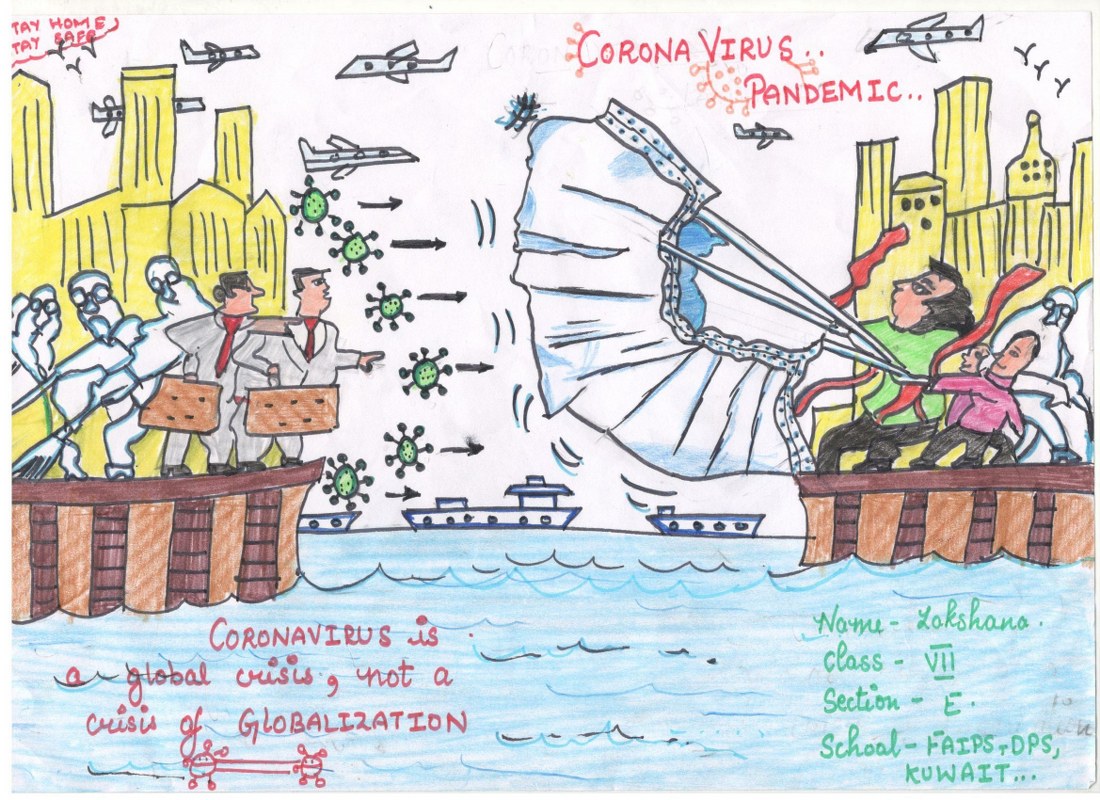 TAY HOME
TAY SAFE
CORONA VIRUS..
PANDEMIC..
CORONAVIRUS is
a global crisis, not a
crisis of GLOBALIZATION
Name - Lakshana.
Class - VII
Section - E.
School - FAIPS, DPS,
KUWAIT...